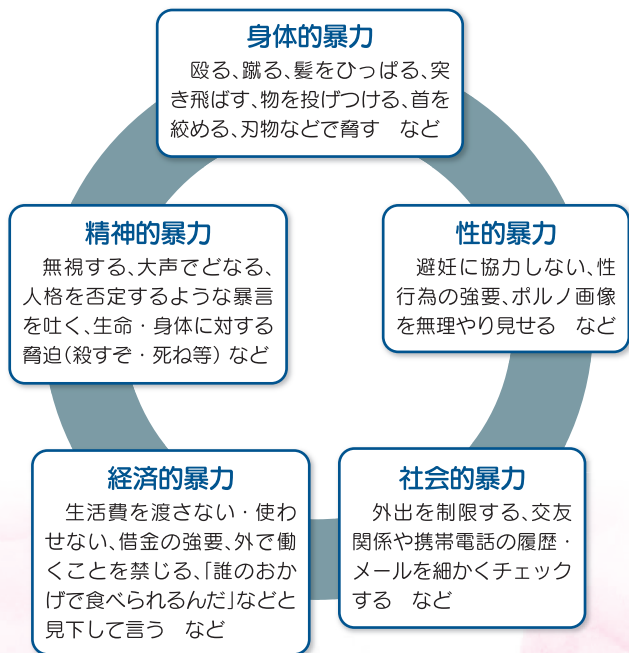 身体的暴力
殴る、蹴る、髪をひっぱる、突
き飛ばす、物を投げつける、首を
絞める、刃物などで脅す　など
精神的暴力
無視する、大声でどなる、
人格を否定するような暴言
を吐く、生命・身体に対する
脅迫(殺すぞ・死ね等) など
性的暴力
避妊に協力しない、性
行為の強要、ポルノ画像
を無理やり見せる　など
経済的暴力
生活費を渡さない・使わ
せない、借金の強要、外で働
くことを禁じる、「誰のおか
げで食べられるんだ」などと
見下して言う　など
社会的暴力
外出を制限する、交友
関係や携帯電話の履歴・
メールを細かくチェック
する　など